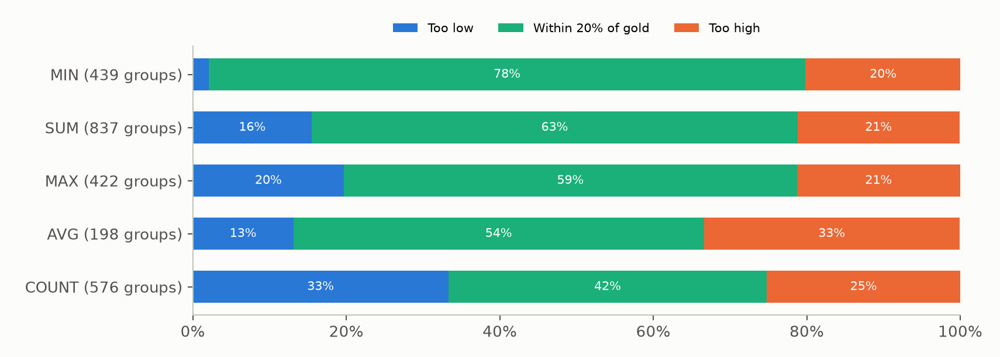 Too low Within 20% of gold Too high
MIN (439 groups) 78% 20%
SUM (837 groups) 16% 63% 21%
MAX (422 groups) 20% 59% 21%
AVG (198 groups) 13% 54% 33%
COUNT (576 groups) 33% 42% 25%
0% 20% 40% 60% 80% 100%